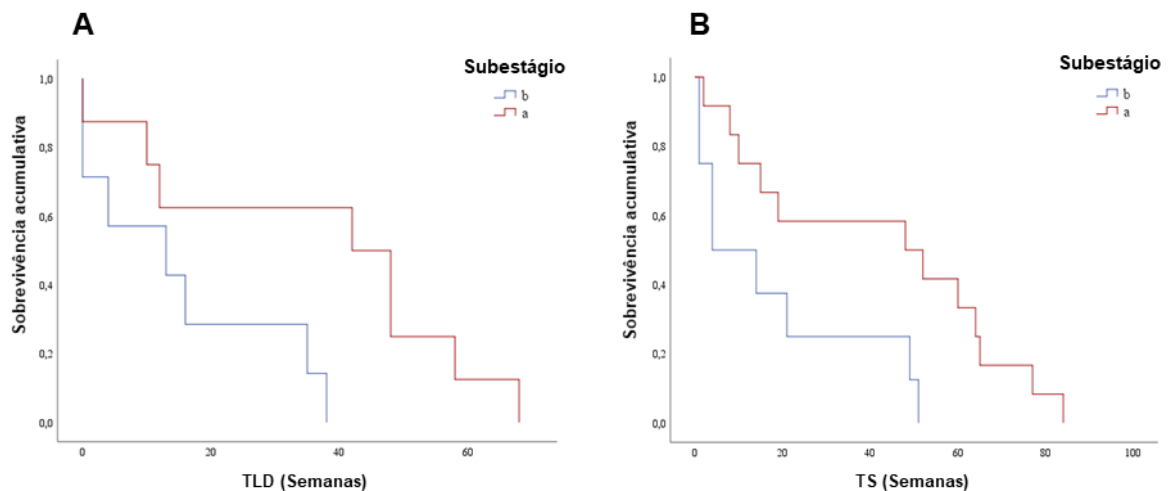 A
Subestágio
b
a
Sobrevivência acumulativa
1,0
0,8
0,6
0,4
0,2
0,0
0
20
40
60
TLD (Semanas)
B
Subestágio
b
a
Sobrevivência acumulativa
1,0
0,8
0,6
0,4
0,2
0,0
0
20
40
60
80
100
TS (Semanas)